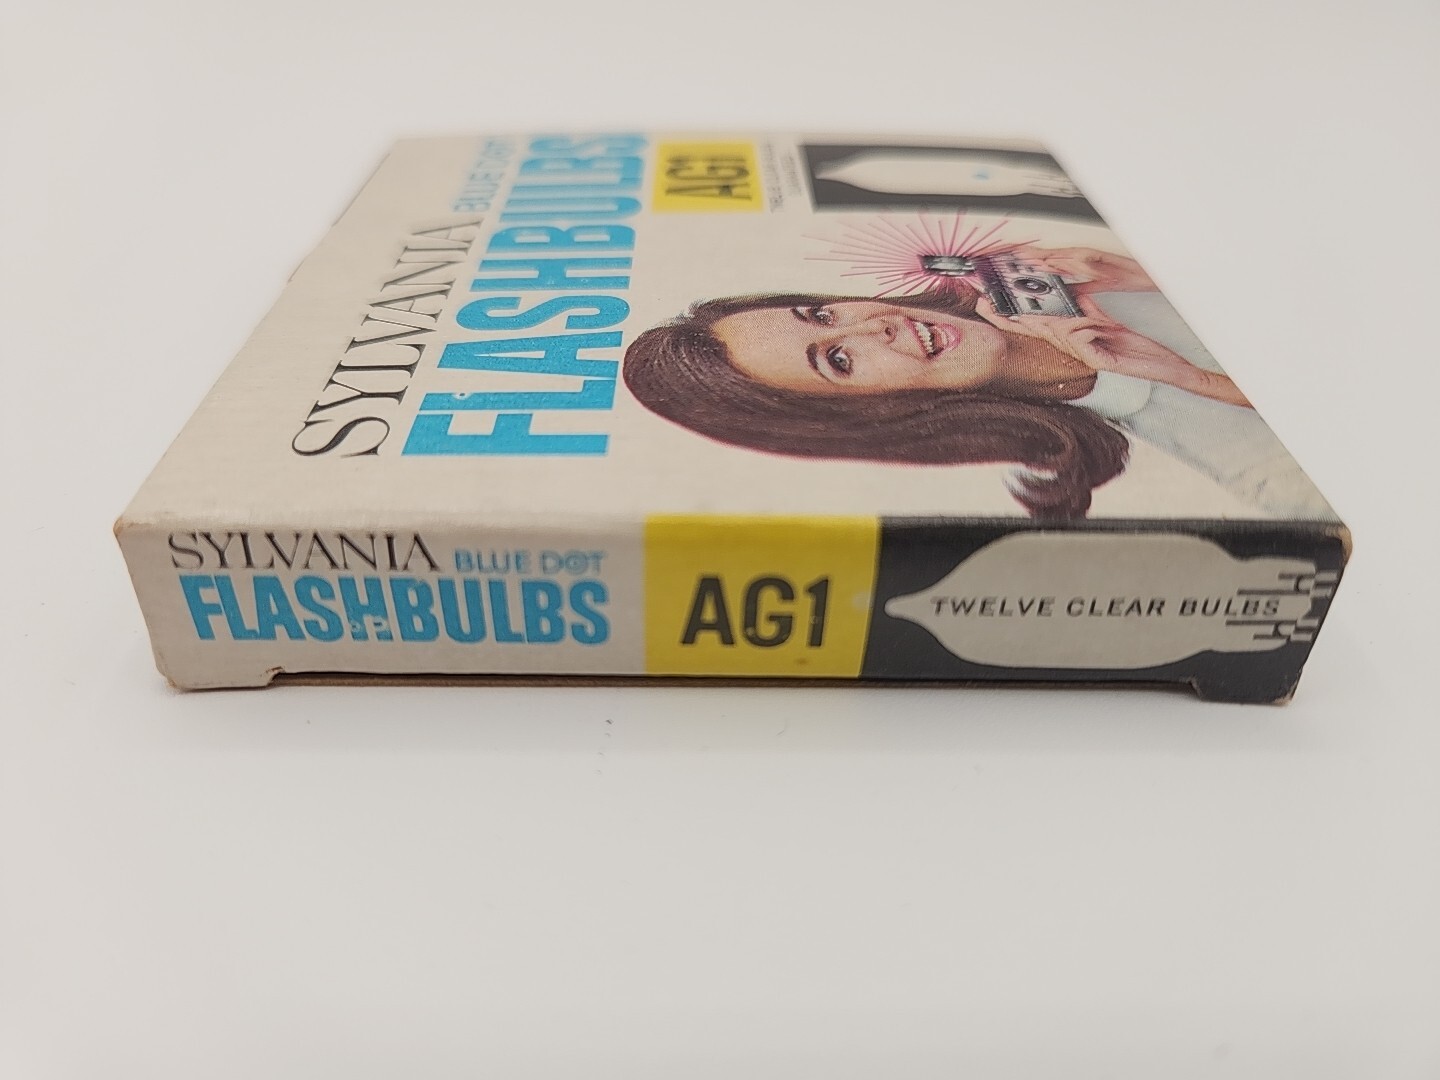 SYLVANIA
BLUE DOT
FLASHBULBS
AG1
SYLVANIA BLUE DOT
FLASHBULBS
AG1
TWELVE CLEAR BULBS